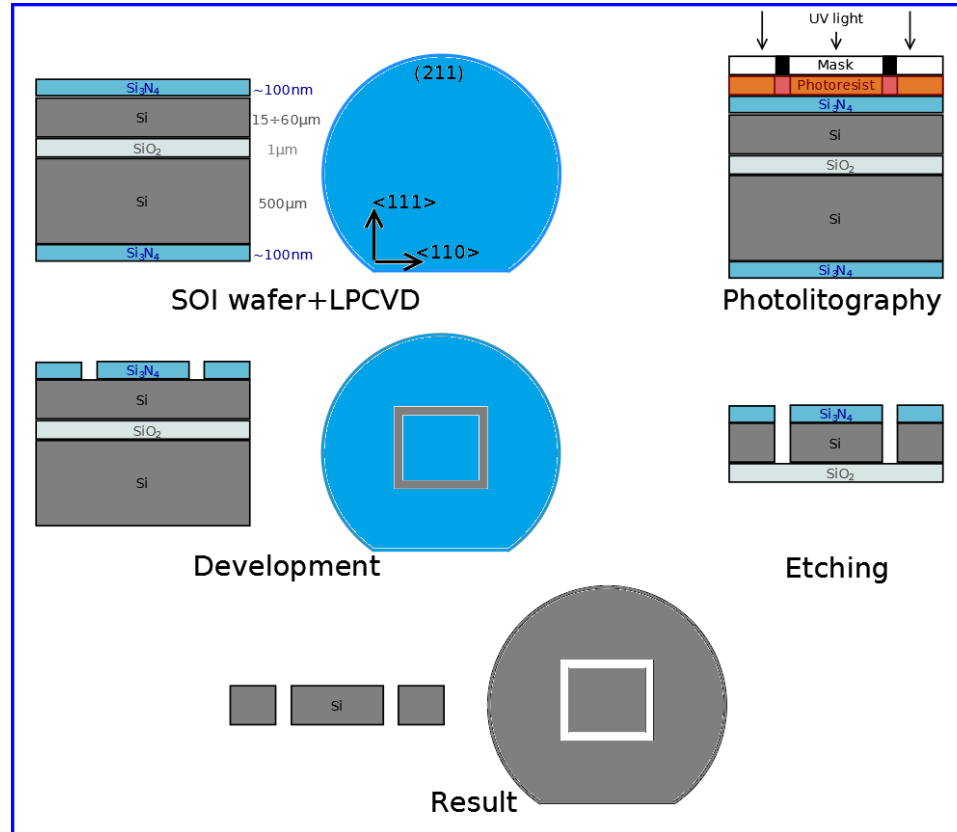 Si₃N₄
~100nm
Si
15÷60μm
SiO₂
1μm
Si
500μm
Si₃N₄
~100nm
(211)
<111>
<110>
SOI wafer+LPCVD
UV light
Mask
Photoresist
Si₃N₄
Si
SiO₂
Si
Si₃N₄
Photolitography
Si₃N₄
Si
SiO₂
Si
Development
Si₃N₄
Si
SiO₂
Etching
Si
Result